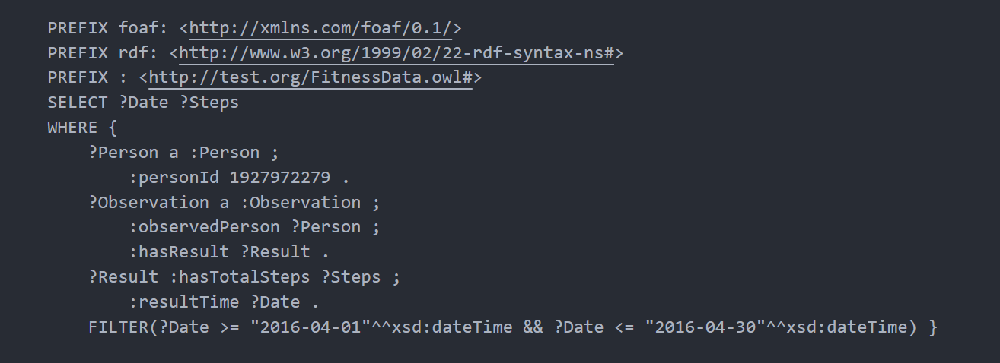 PREFIX foaf: <http://xmlns.com/foaf/0.1/>
PREFIX rdf: <http://www.w3.org/1999/02/22-rdf-syntax-ns#>
PREFIX : <http://test.org/FitnessData.owl#>
SELECT ?Date ?Steps
WHERE {
    ?Person a :Person ;
        :personId 1927972279 .
    ?Observation a :Observation ;
        :observedPerson ?Person ;
        :hasResult ?Result .
    ?Result :hasTotalSteps ?Steps ;
        :resultTime ?Date .
    FILTER(?Date >= "2016-04-01"^^xsd:dateTime && ?Date <= "2016-04-30"^^xsd:dateTime) }